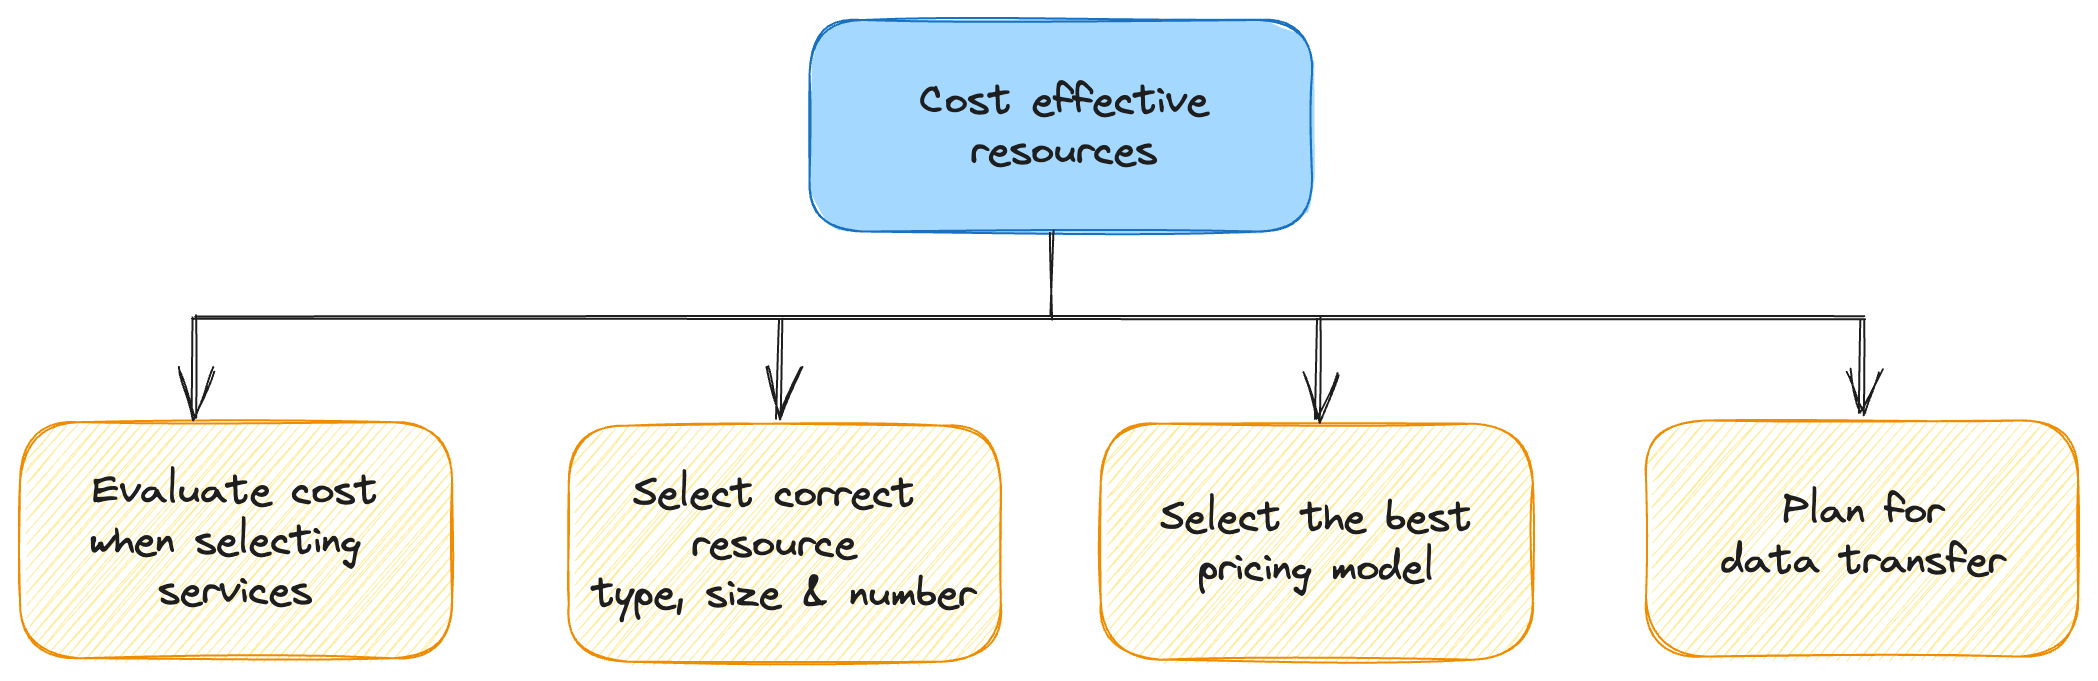 Cost effective
resources
Evaluate cost
when selecting
services
Select correct
resource
type, size & number
Select the best
pricing model
Plan for
data transfer